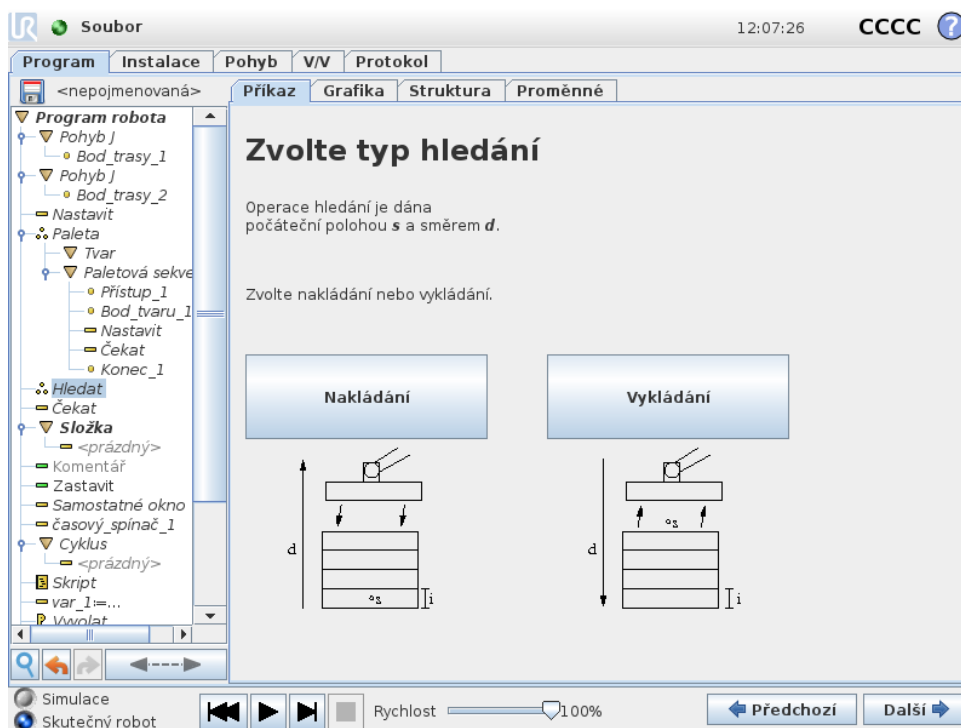 UR Soubor 12:07:26 CCCC ?
Program Instalace Pohyb V/V Protokol
<nepojmenovaná> Příkaz Grafika Struktura Proměnné
Program robota
Pohyb J
Bod_trasy_1
Pohyb J
Bod_trasy_2
Nastavit
Paleta
Tvar
Paletová sekve
Přístup_1
Bod_tvaru_1
Nastavit
Čekat
Konec_1
Hledat
Čekat
Složka
<prázdný>
Komentář
Zastavit
Samostatné okno
časový_spínač_1
Cyklus
<prázdný>
Skript
var_1:=...
Vyvolat
Zvolte typ hledání
Operace hledání je dána
počáteční polohou s a směrem d.
Zvolte nakládání nebo vykládání.
Nakládání Vykládání
d s i
d s i
Simulace
Skutečný robot
Rychlost 100%
Předchozí Další